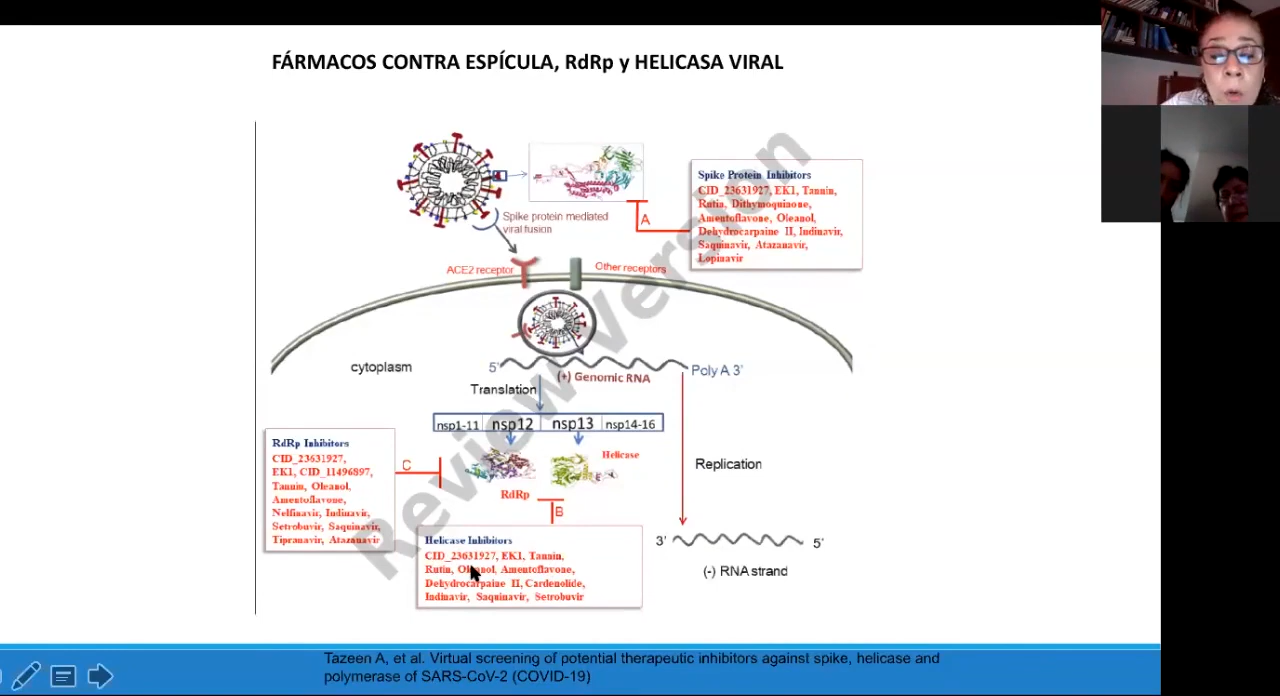 FÁRMACOS CONTRA ESPÍCULA, RdRp y HELICASA VIRAL
Spike Protein Inhibitors
CID_23631927, EK1, Tannin,
Rutin, Dithymoquinone,
Amentoflavone, Oleanol,
Dehydrocarpaine II, Indinavir,
Saquinavir, Atazanavir,
Lopinavir
A
Spike protein mediated
viral fusion
ACE2 receptor
Other receptors
cytoplasm
5'
(+) Genomic RNA
Poly A 3'
Translation
nsp1-11
nsp12
nsp13
nsp14-16
RdRp Inhibitors
CID_23631927,
EK1, CID_11496897,
Tannin, Oleanol,
Amentoflavone,
Nelfinavir, Indinavir,
Setrobuvir, Saquinavir,
Tipranavir, Atazanavir
C
Helicase
RdRp
B
Replication
Helicase Inhibitors
CID_23631927, EK1, Tannin,
Rutin, Oleanol, Amentoflavone,
Dehydrocarpaine II, Cardenolide,
Indinavir, Saquinavir, Setrobuvir
3'
5'
(-) RNA strand
Review Version
Tazeen A, et al. Virtual screening of potential therapeutic inhibitors against spike, helicase and
polymerase of SARS-CoV-2 (COVID-19)